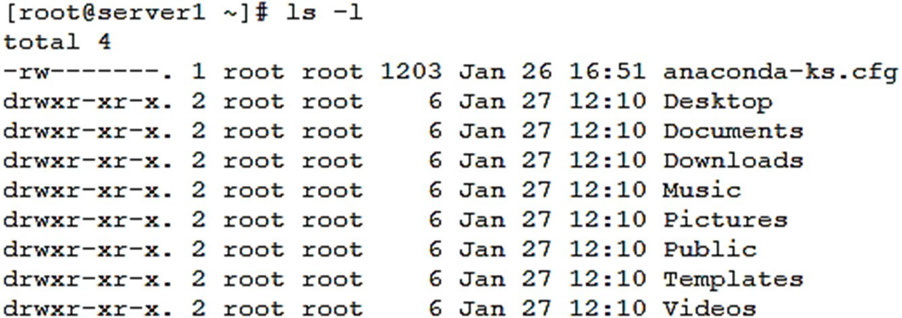 [root@server1 ~]# ls -l
total 4
-rw-------. 1 root root 1203 Jan 26 16:51 anaconda-ks.cfg
drwxr-xr-x. 2 root root    6 Jan 27 12:10 Desktop
drwxr-xr-x. 2 root root    6 Jan 27 12:10 Documents
drwxr-xr-x. 2 root root    6 Jan 27 12:10 Downloads
drwxr-xr-x. 2 root root    6 Jan 27 12:10 Music
drwxr-xr-x. 2 root root    6 Jan 27 12:10 Pictures
drwxr-xr-x. 2 root root    6 Jan 27 12:10 Public
drwxr-xr-x. 2 root root    6 Jan 27 12:10 Templates
drwxr-xr-x. 2 root root    6 Jan 27 12:10 Videos